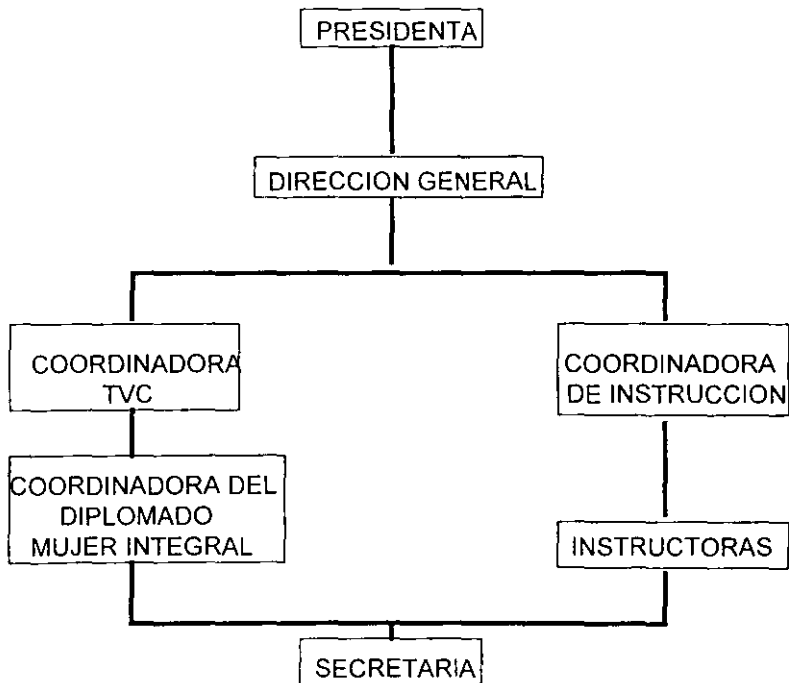 PRESIDENTA
DIRECCION GENERAL
COORDINADORA
TVC
COORDINADORA
DE INSTRUCCION
COORDINADORA DEL
DIPLOMADO
MUJER INTEGRAL
INSTRUCTORAS
SECRETARIA